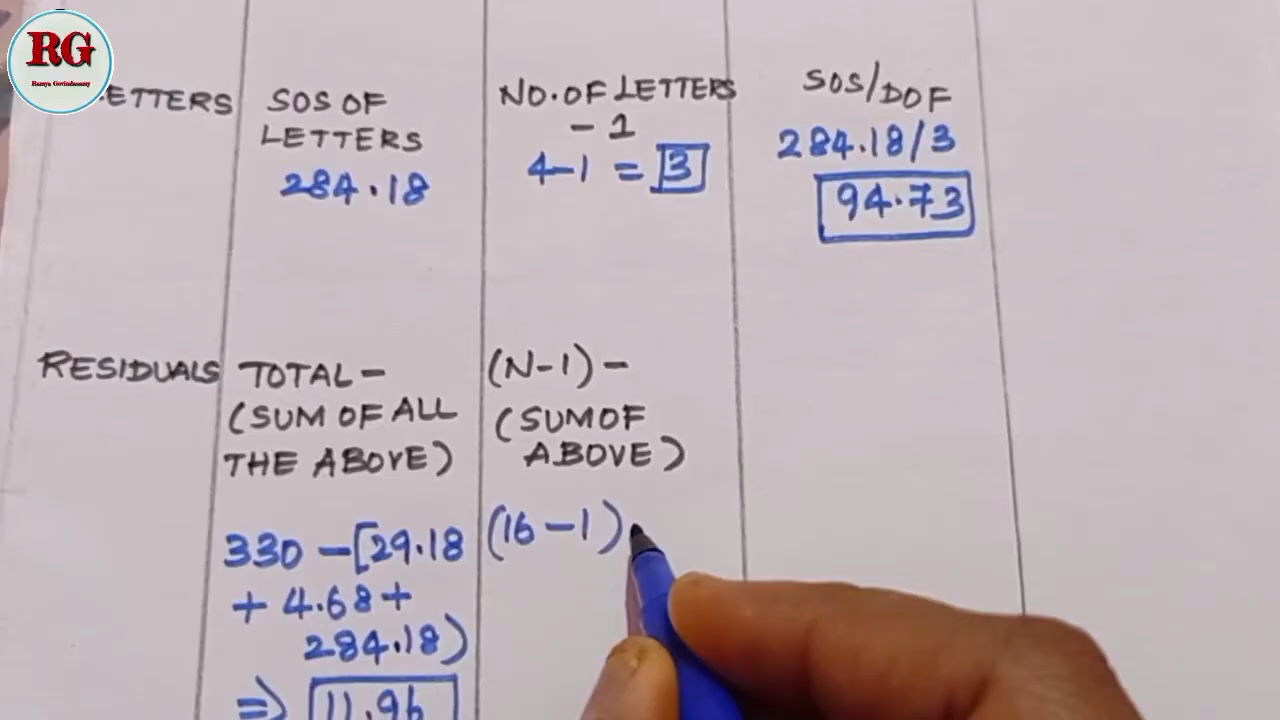 RG
Ramya Govindasamy
ETTERS
SOS OF
LETTERS
284.18
NO.OF LETTERS
- 1
4-1 = 3
SOS/DOF
284.18/3
94.73
RESIDUALS
TOTAL -
(SUM OF ALL
THE ABOVE)
330 - [29.18
+ 4.68 +
284.18)
=> 11.96
(N-1) -
(SUM OF
ABOVE)
(16-1)